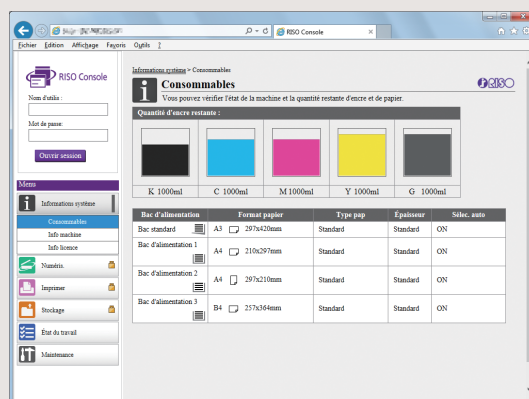 RISO Console
Fichier Edition Affichage Favoris Outils ?
RISO Console
Nom d'utilis :
Mot de passe:
Ouvrir session
Menu
Informations système
Consommables
Info machine
Info licence
Numéris.
Imprimer
Stockage
État du travail
Maintenance
Informations système > Consommables
Consommables
RISO
Vous pouvez vérifier l'état de la machine et la quantité restante d'encre et de papier.
Quantité d'encre restante :
K 1000ml C 1000ml M 1000ml Y 1000ml G 1000ml
Bac d'alimentation Format papier Type pap Épaisseur Sélec. auto
Bac standard A3 297x420mm Standard Standard ON
Bac d'alimentation 1 A4 210x297mm Standard Standard ON
Bac d'alimentation 2 A4 297x210mm Standard Standard ON
Bac d'alimentation 3 B4 257x364mm Standard Standard ON